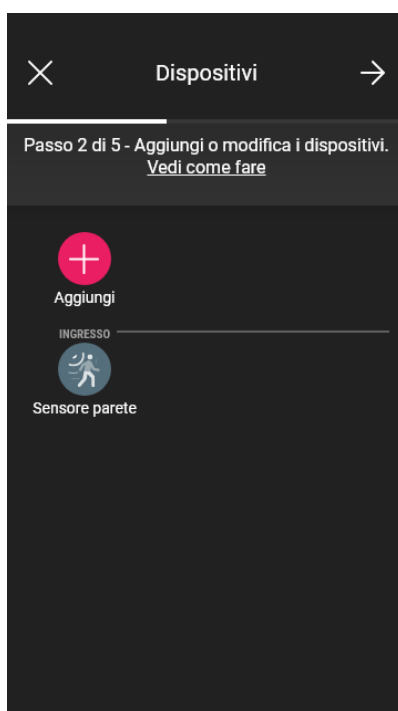 Dispositivi
Passo 2 di 5 - Aggiungi o modifica i dispositivi.
Vedi come fare
Aggiungi
INGRESSO
Sensore parete